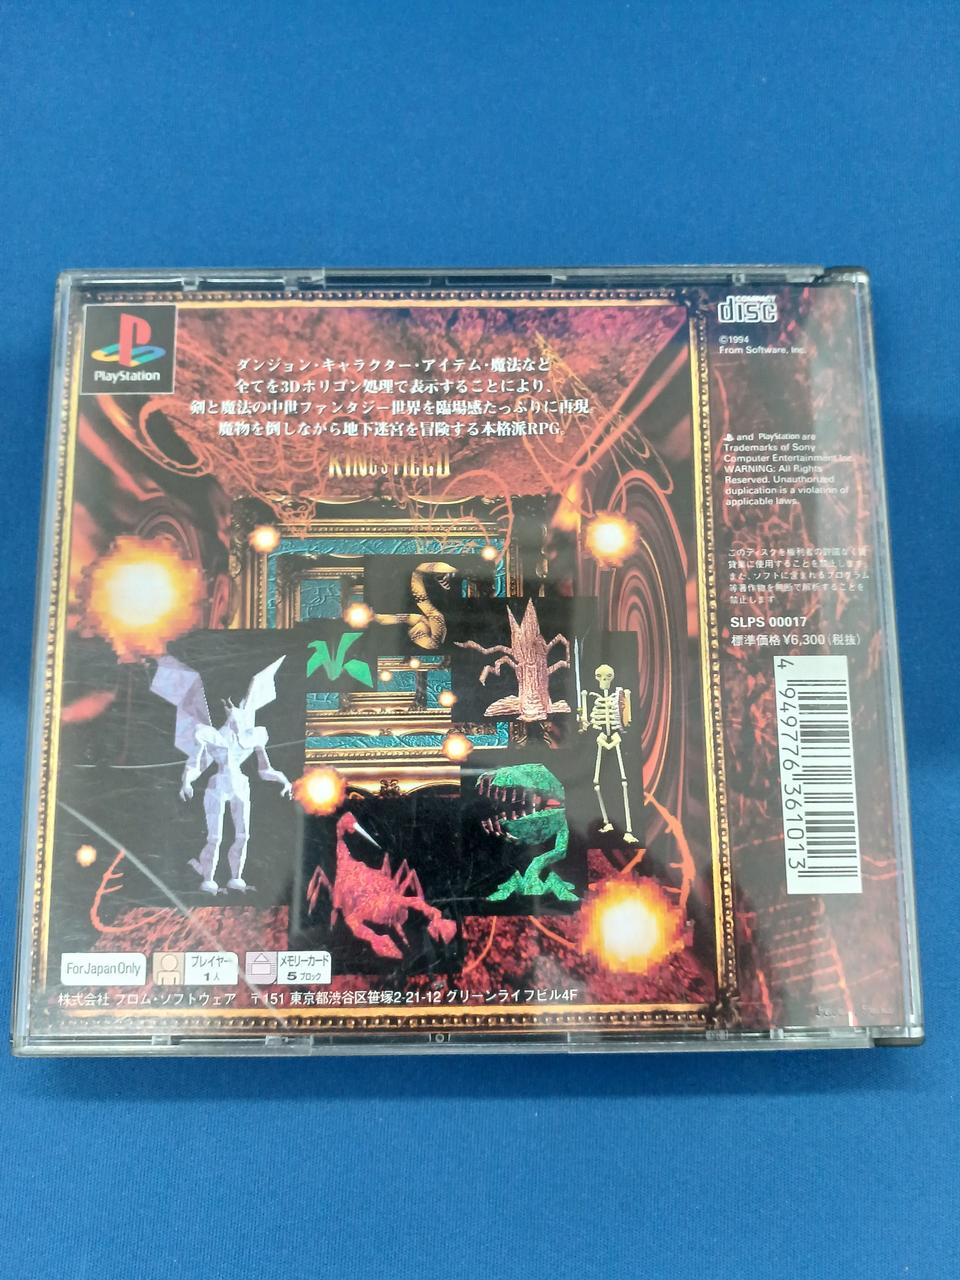 PlayStation
ダンジョン・キャラクター・アイテム・魔法など
全てを3Dポリゴン処理で表示することにより、
剣と魔法の中世ファンタジー世界を臨場感たっぷりに再現
魔物を倒しながら地下迷宮を冒険する本格派RPG。
KING'S FIELD
For Japan Only
プレイヤー
1人
メモリーカード
5ブロック
株式会社 フロム・ソフトウェア 〒151 東京都渋谷区笹塚2-21-12 グリーンライフビル4F
COMPACT
disc
©1994
From Software, Inc.
and PlayStation are
Trademarks of Sony
Computer Entertainment Inc.
WARNING: All Rights
Reserved. Unauthorized
duplication is a violation of
applicable laws.
このディスクを権利者の許諾なく賃
貸業に使用することを禁止します。
また、ソフトに含まれるプログラム
等著作物を無断で解析することを
禁止します。
SLPS 00017
標準価格 ¥6,300(税抜)
4 949776 361013